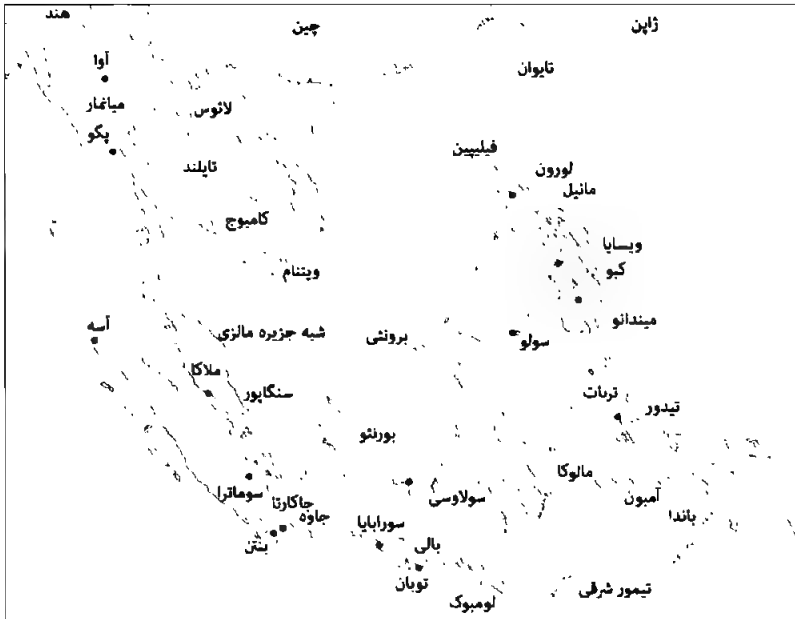 هند
چین
ژاپن
آوا
تایوان
میانمار
لائوس
پگو
فیلیپین
تایلند
لورون
مانیل
کامبوج
ویسایا
ویتنام
کبو
میندانو
آسه
شبه جزیره مالزی
برونئی
سولو
ملاکا
سنگاپور
ترنات
تیدور
بورنئو
مالوکا
سوماترا
سولاوسی
آمبون
باندا
جاکارتا
جاوه
سورابایا
بنتن
بالی
توبان
لومبوک
تیمور شرقی